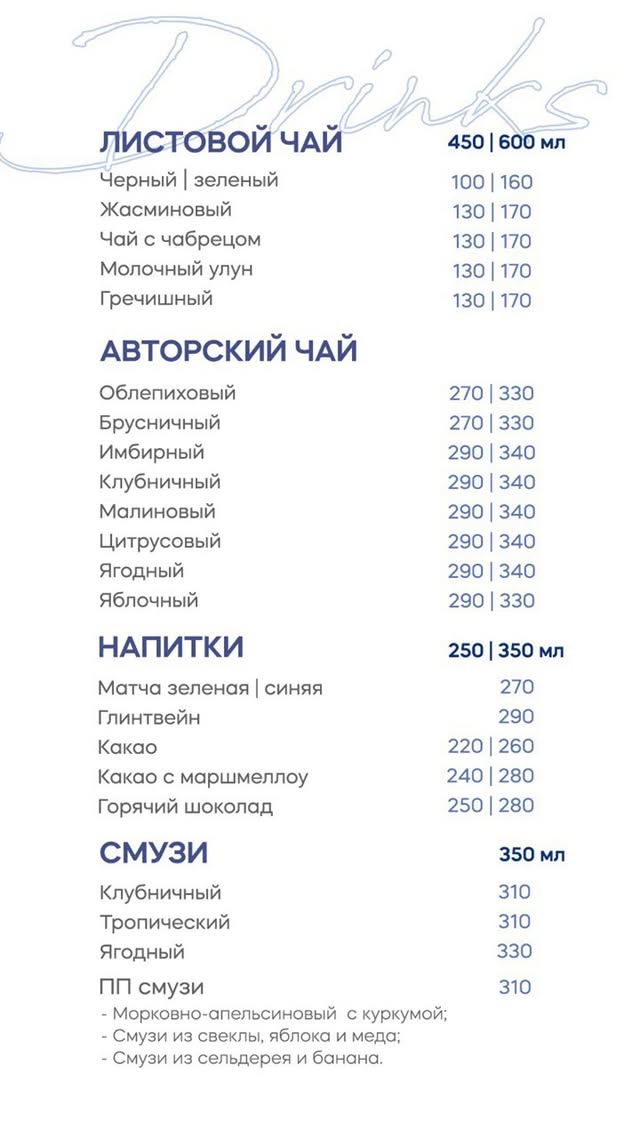 Drinks
ЛИСТОВОЙ ЧАЙ 450 | 600 мл
Черный | зеленый 100 | 160
Жасминовый 130 | 170
Чай с чабрецом 130 | 170
Молочный улун 130 | 170
Гречишный 130 | 170
АВТОРСКИЙ ЧАЙ
Облепиховый 270 | 330
Брусничный 270 | 330
Имбирный 290 | 340
Клубничный 290 | 340
Малиновый 290 | 340
Цитрусовый 290 | 340
Ягодный 290 | 340
Яблочный 290 | 330
НАПИТКИ 250 | 350 мл
Матча зеленая | синяя 270
Глинтвейн 290
Какао 220 | 260
Какао с маршмеллоу 240 | 280
Горячий шоколад 250 | 280
СМУЗИ 350 мл
Клубничный 310
Тропический 310
Ягодный 330
ПП смузи 310
- Морковно-апельсиновый с куркумой;
- Смузи из свеклы, яблока и меда;
- Смузи из сельдерея и банана.